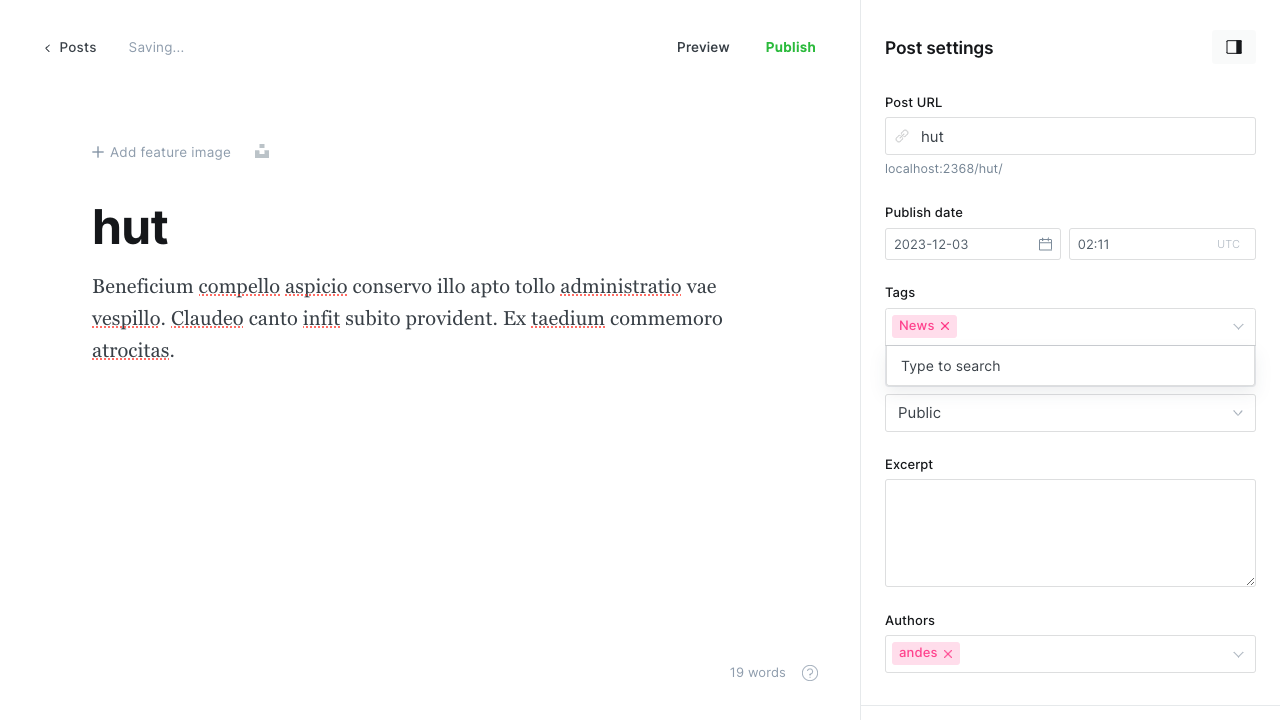 Posts
Saving...
Preview
Publish
Post settings
Post URL
hut
localhost:2368/hut/
Add feature image
hut
Beneficium compello aspicio conservo illo apto tollo administratio vae
vespillo. Claudeo canto infit subito provident. Ex taedium commemoro
atrocitas.
19 words
?
Publish date
2023-12-03
02:11
UTC
Tags
News
Type to search
Public
Excerpt
Authors
andes